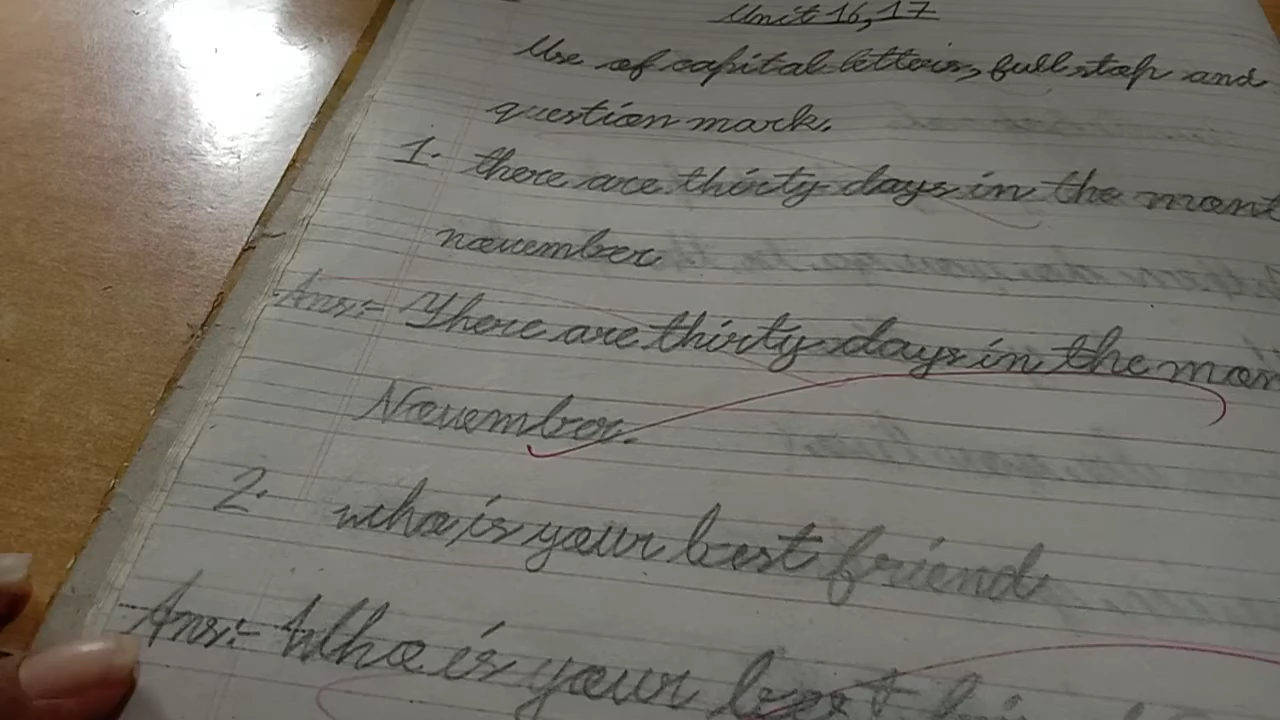 Unit 16, 17
Use of capital letters, full stop and
question mark.
1. there are thirty days in the mont
november
Ans:- There are thirty days in the mon
November.
2. who is your best friend
Ans:- Who is your best